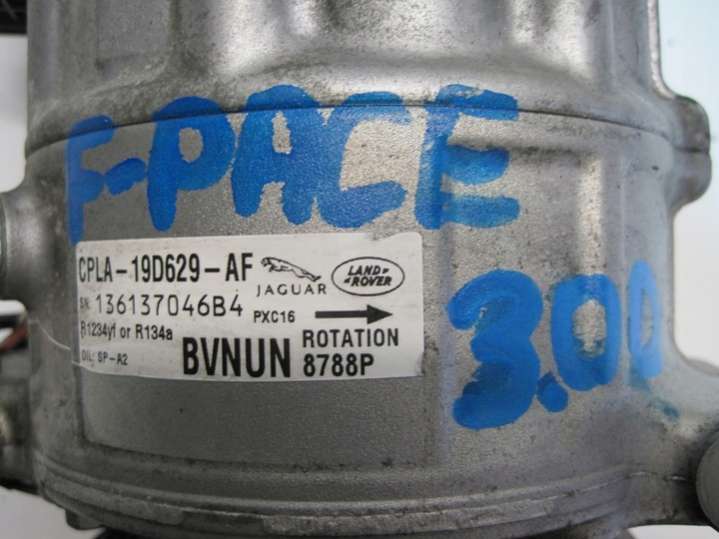 F-PACE
3.0D
CPLA-19D629-AF
JAGUAR
LAND ROVER
SN: 136137046B4
PXC16
R1234yf or R134a
ROTATION
OIL: SP-A2
BVNUN
8788P